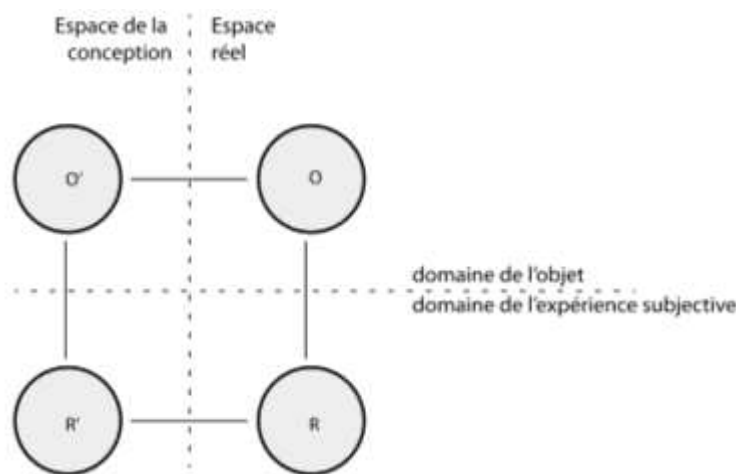 Espace de la
conception
Espace
réel
O'
O
domaine de l'objet
domaine de l'expérience subjective
R'
R